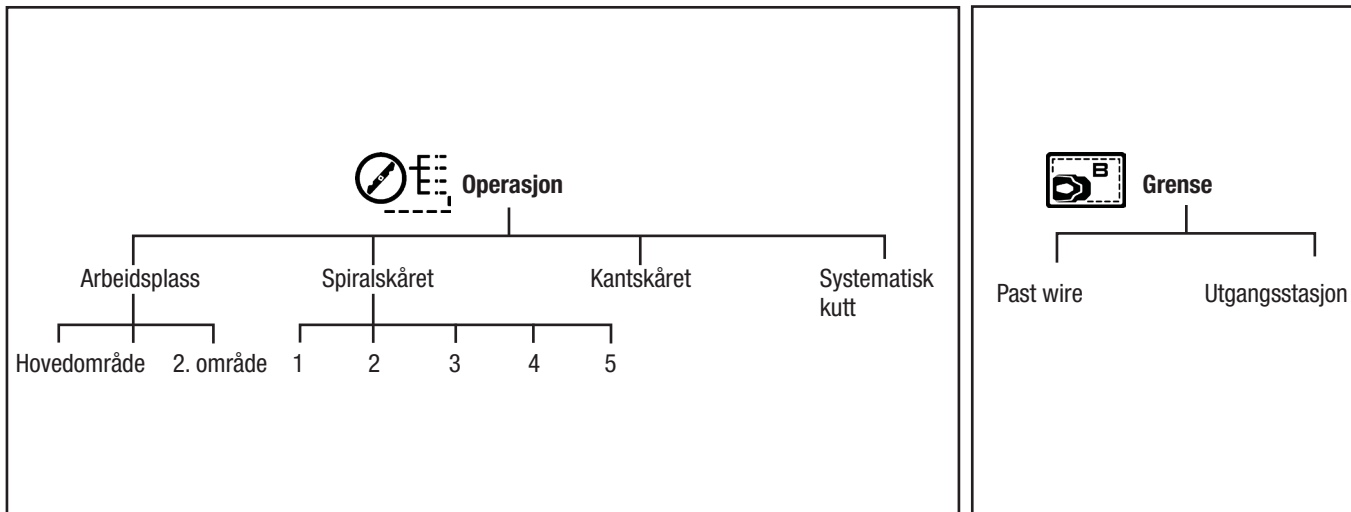 Operasjon
Arbeidsplass
Spiralskåret
Kantskåret
Systematisk
kutt
Hovedområde
2. område
1
2
3
4
5
B
Grense
Past wire
Utgangsstasjon